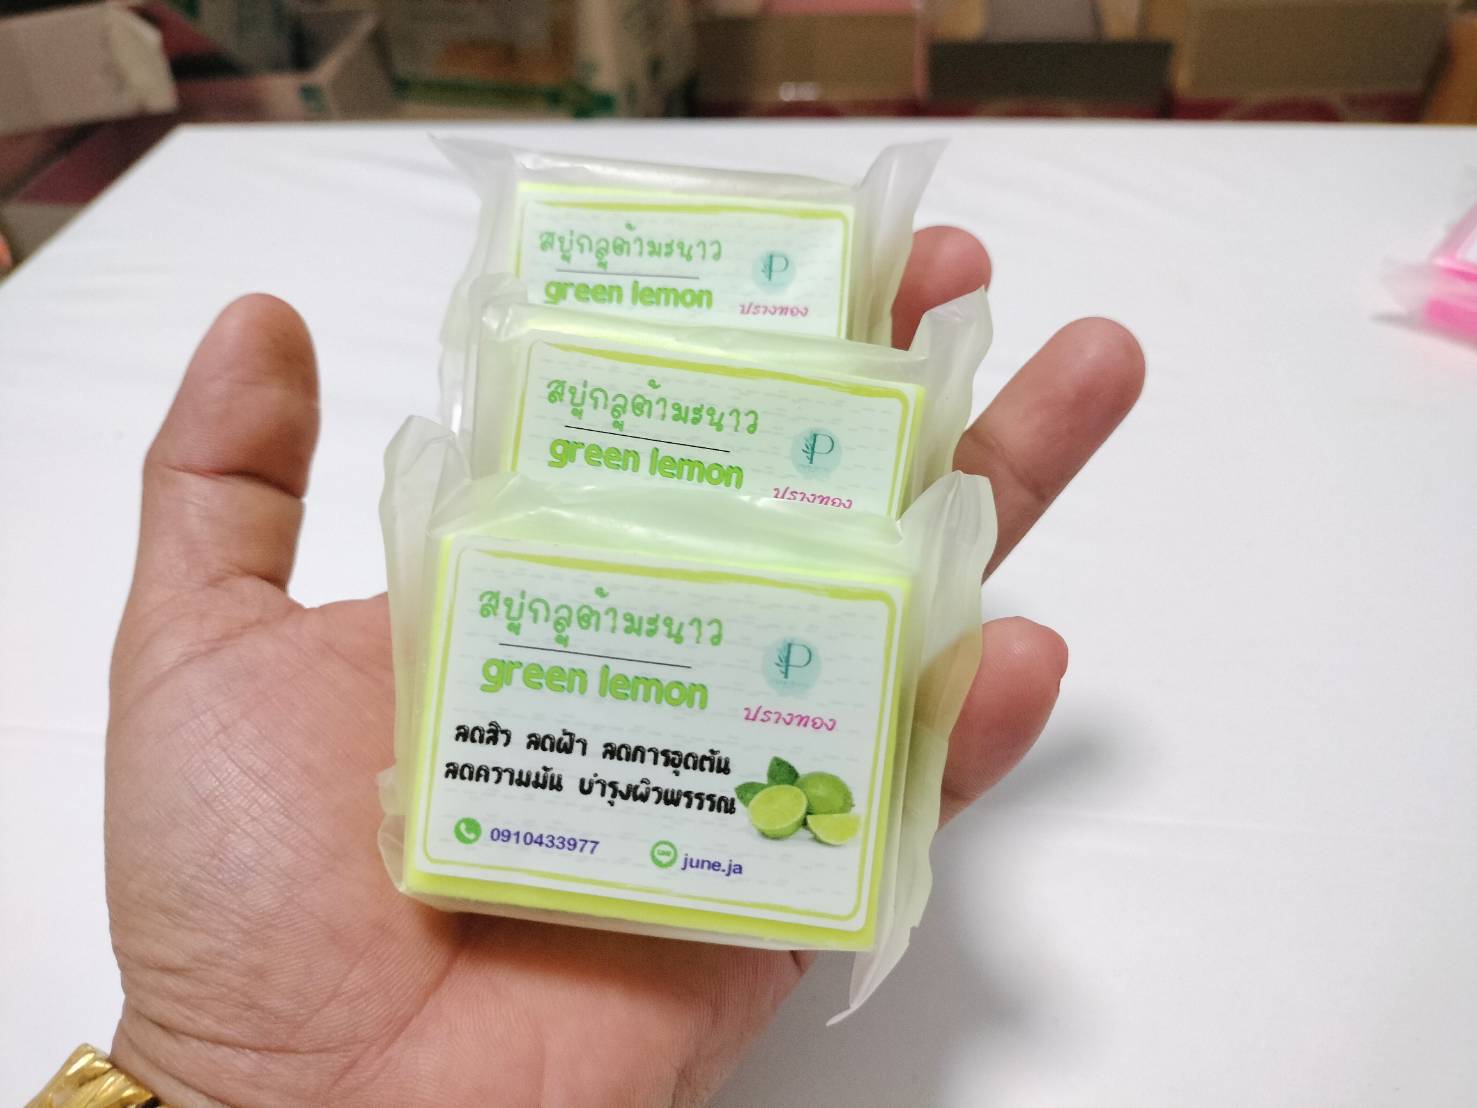 สบู่กลูต้ามะนาว
green lemon
P
ปรางทอง
สบู่กลูต้ามะนาว
green lemon
P
ปรางทอง
สบู่กลูต้ามะนาว
green lemon
P
ปรางทอง
ลดสิว ลดฝ้า ลดการอุดตัน
ลดความมัน บำรุงผิวพรรรณ
0910433977
LINE june.ja